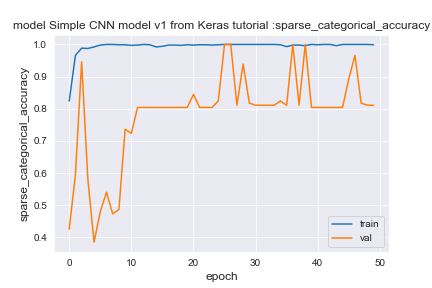 model Simple CNN model v1 from Keras tutorial :sparse_categorical_accuracy
1.0
0.9
0.8
0.7
0.6
0.5
0.4
sparse_categorical_accuracy
0 10 20 30 40 50
epoch
train
val